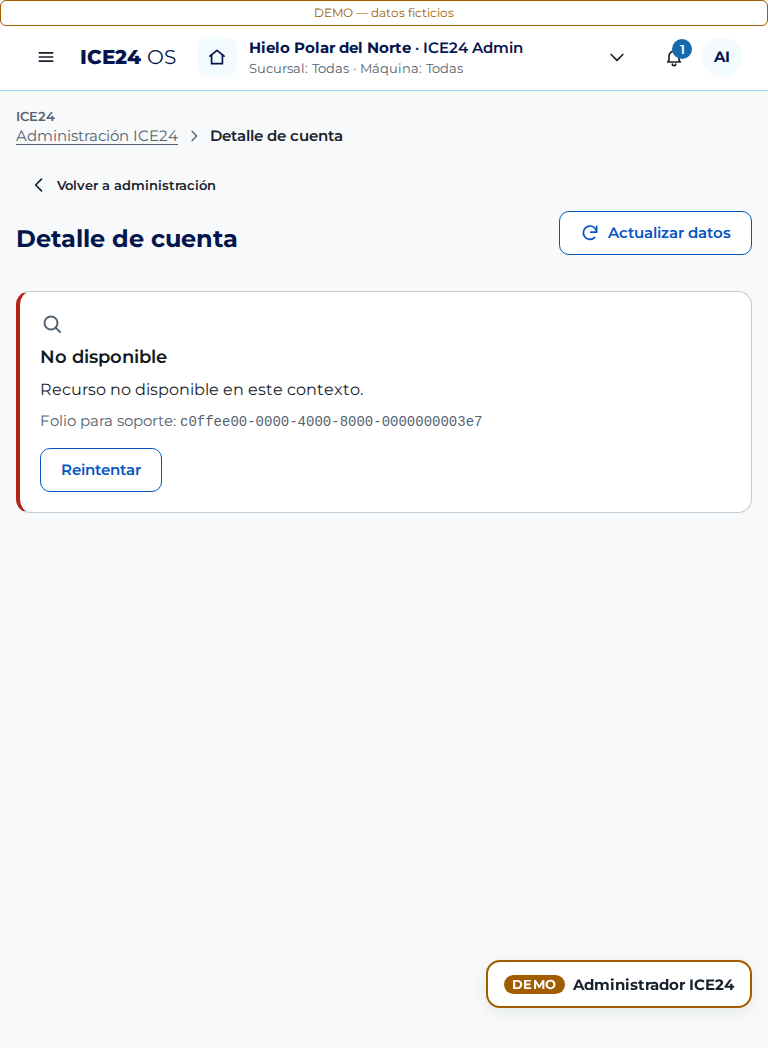 DEMO — datos ficticios
ICE24 OS
Hielo Polar del Norte · ICE24 Admin
Sucursal: Todas · Máquina: Todas
1
AI
ICE24
Administración ICE24 > Detalle de cuenta
Volver a administración
Detalle de cuenta
Actualizar datos
No disponible
Recurso no disponible en este contexto.
Folio para soporte: c0ffee00-0000-4000-8000-0000000003e7
Reintentar
DEMO Administrador ICE24